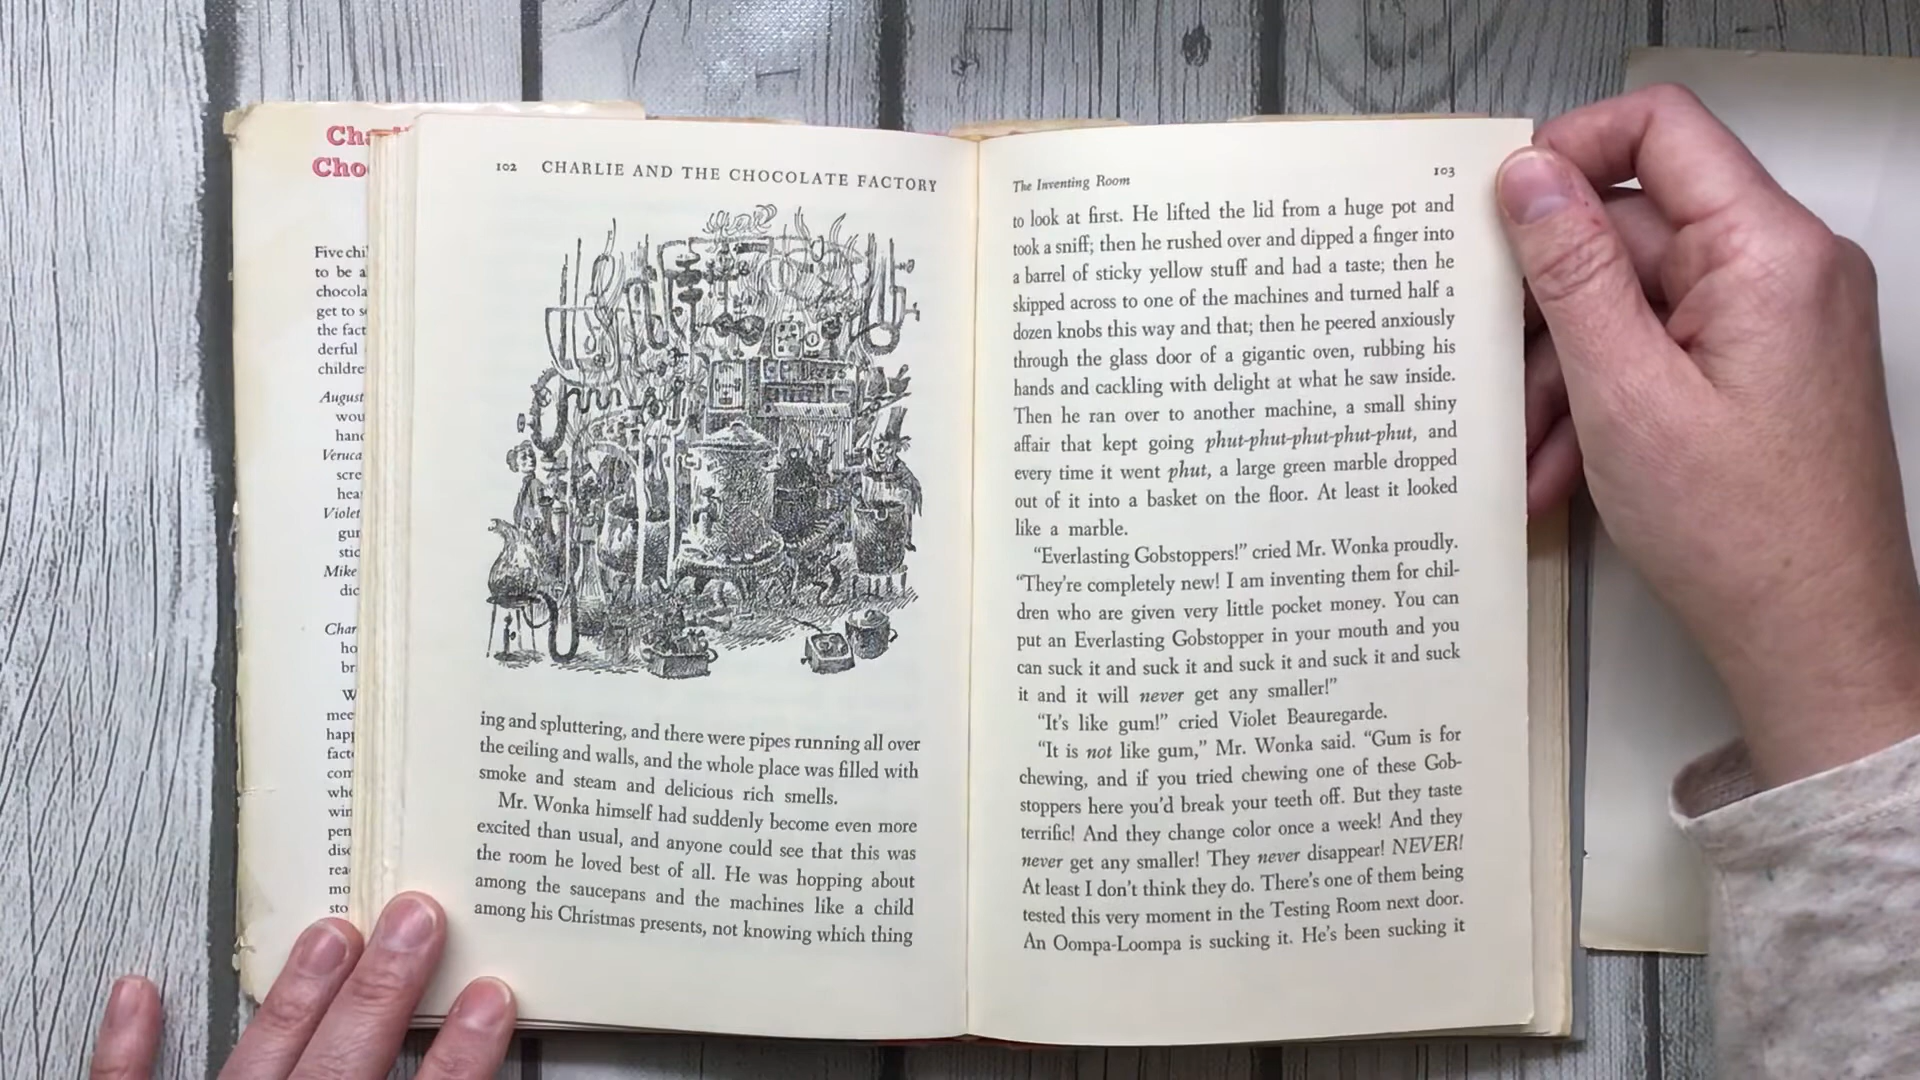 Five
to be a
get to
the fact
August
Veruca
Violet
Mike
102 CHARLIE AND THE CHOCOLATE FACTORY
ing and spluttering, and there were pipes running all over
the ceiling and walls, and the whole place was filled with
smoke and steam and delicious rich smells.
Mr. Wonka himself had suddenly become even more
excited than usual, and anyone could see that this was
the room he loved best of all. He was hopping about
among the saucepans and the machines like a child
among his Christmas presents, not knowing which thing
The Inventing Room 103
to look at first. He lifted the lid from a huge pot and
took a sniff; then he rushed over and dipped a finger into
a barrel of sticky yellow stuff and had a taste; then he
skipped across to one of the machines and turned half a
dozen knobs this way and that; then he peered anxiously
through the glass door of a gigantic oven, rubbing his
hands and cackling with delight at what he saw inside.
Then he ran over to another machine, a small shiny
affair that kept going phut-phut-phut-phut-phut, and
every time it went phut, a large green marble dropped
out of it into a basket on the floor. At least it looked
like a marble.
“Everlasting Gobstoppers!” cried Mr. Wonka proudly.
“They’re completely new! I am inventing them for chil-
dren who are given very little pocket money. You can
put an Everlasting Gobstopper in your mouth and you
can suck it and suck it and suck it and suck it and suck
it and it will never get any smaller!”
“It’s like gum!” cried Violet Beauregarde.
“It is not like gum,” Mr. Wonka said. “Gum is for
chewing, and if you tried chewing one of these Gob-
stoppers here you’d break your teeth off. But they taste
terrific! And they change color once a week! And they
never get any smaller! They never disappear! NEVER!
At least I don’t think they do. There’s one of them being
tested this very moment in the Testing Room next door.
An Oompa-Loompa is sucking it. He’s been sucking it